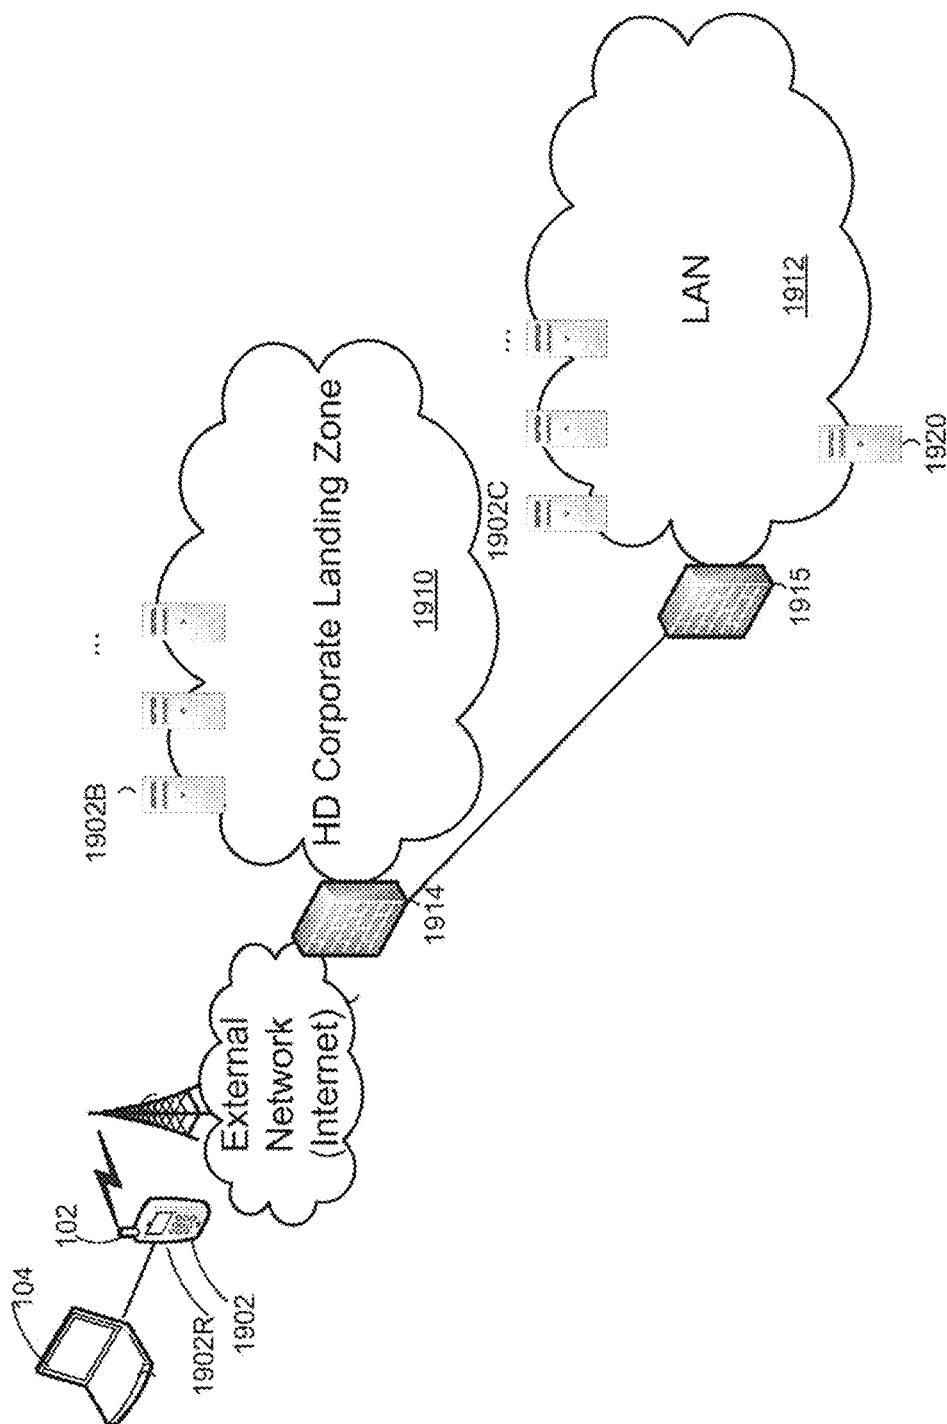 104
102
1902R
1902
External
Network
(Internet)
1914
1902B
...
HD Corporate Landing Zone
1910
1902C
...
LAN
1912
1915
1920